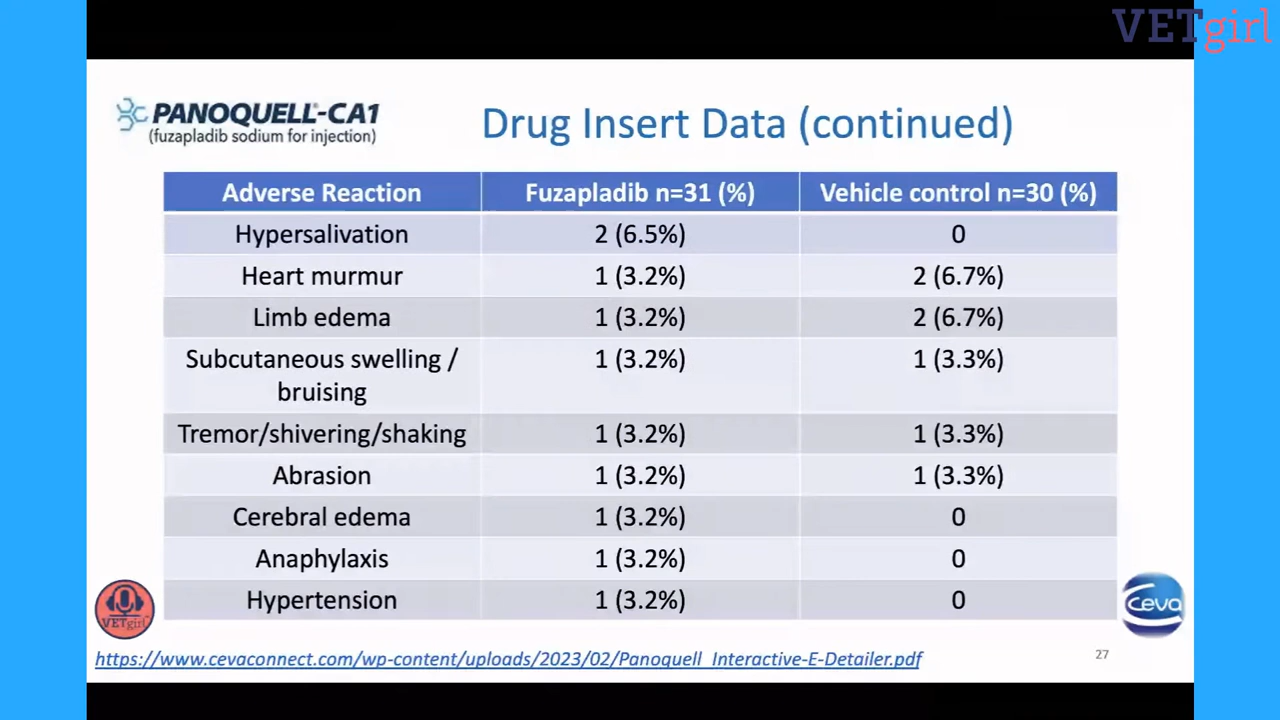 VETgirl
PANOQUELL®-CA1
(fuzapladib sodium for injection)
Drug Insert Data (continued)
Adverse Reaction Fuzapladib n=31 (%) Vehicle control n=30 (%)
Hypersalivation 2 (6.5%) 0
Heart murmur 1 (3.2%) 2 (6.7%)
Limb edema 1 (3.2%) 2 (6.7%)
Subcutaneous swelling / 1 (3.2%) 1 (3.3%)
bruising
Tremor/shivering/shaking 1 (3.2%) 1 (3.3%)
Abrasion 1 (3.2%) 1 (3.3%)
Cerebral edema 1 (3.2%) 0
Anaphylaxis 1 (3.2%) 0
Hypertension 1 (3.2%) 0
VETgirl
Ceva
https://www.cevaconnect.com/wp-content/uploads/2023/02/Panoquell_Interactive-E-Detailer.pdf
27